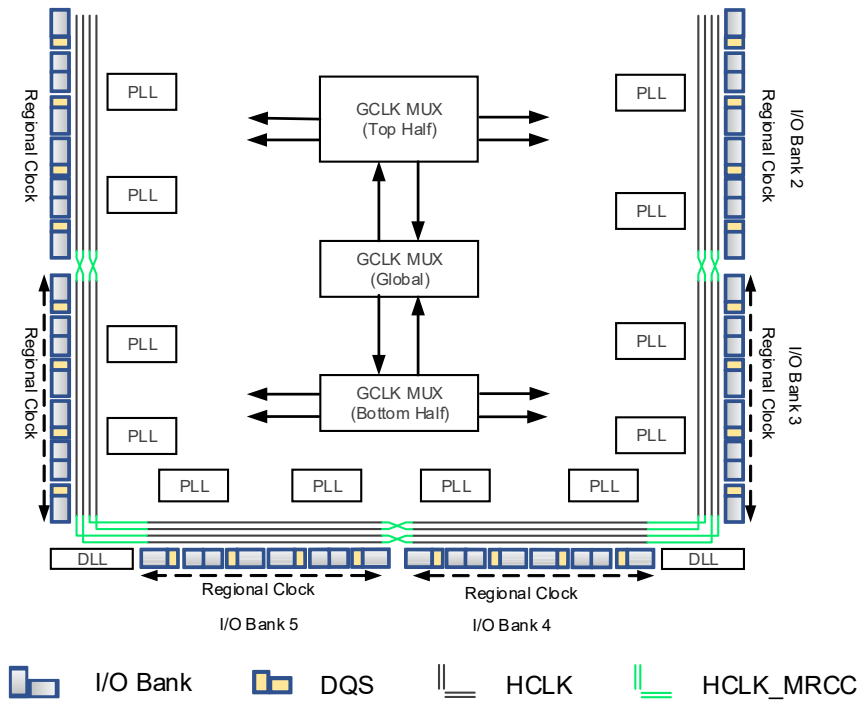 PLL
GCLK MUX
(Top Half)
PLL
Regional Clock
Regional Clock
I/O Bank 2
PLL
PLL
GCLK MUX
(Global)
PLL
PLL
Regional Clock
Regional Clock
I/O Bank 3
GCLK MUX
(Bottom Half)
PLL
PLL
PLL
PLL
PLL
PLL
DLL
DLL
Regional Clock
Regional Clock
I/O Bank 5
I/O Bank 4
I/O Bank
DQS
HCLK
HCLK_MRCC